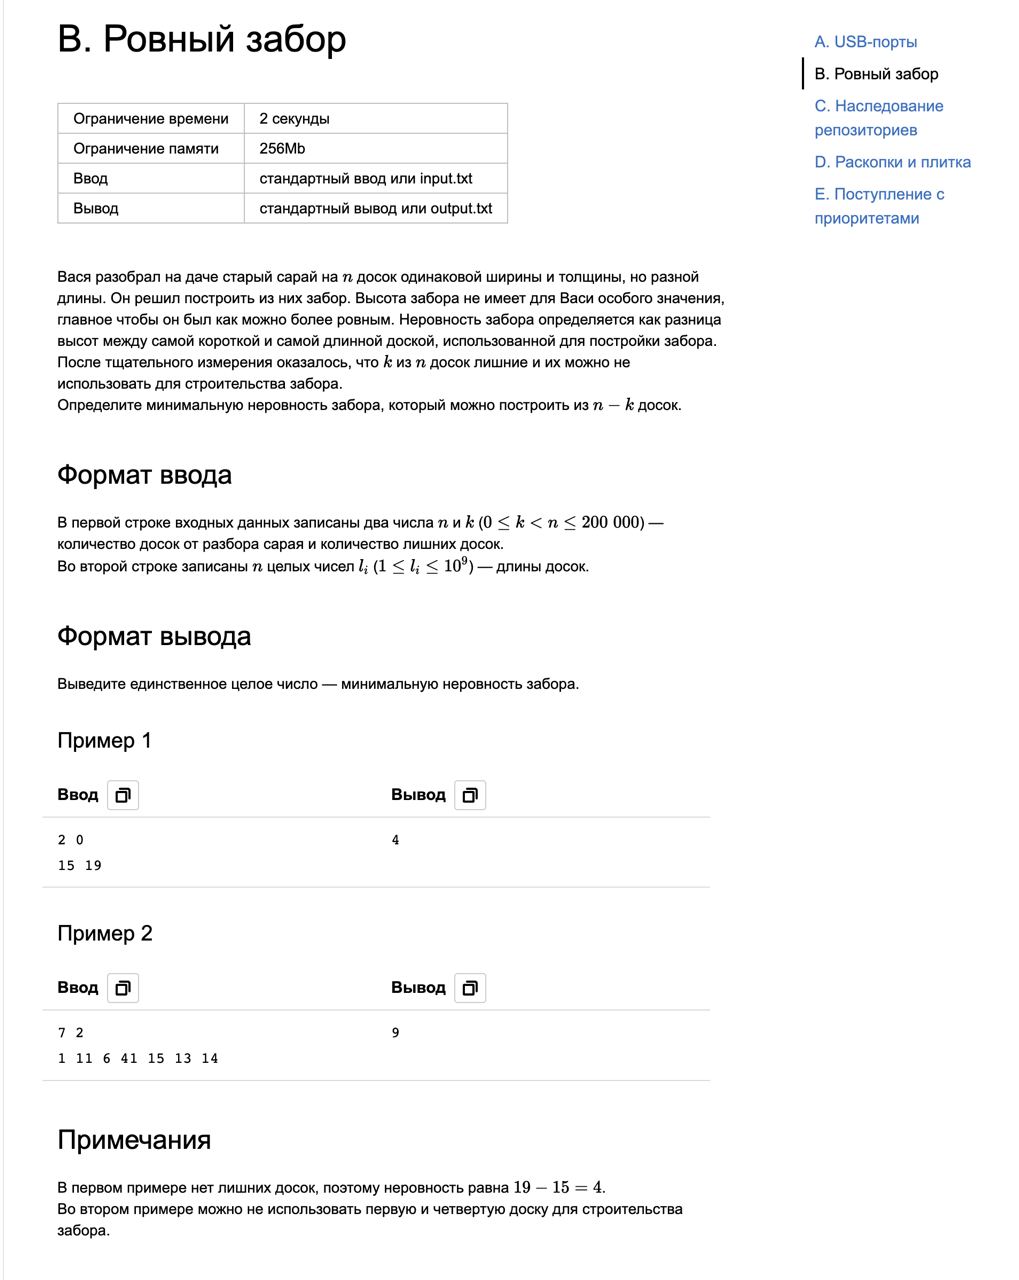 B. Ровный забор
Ограничение времени 2 секунды
Ограничение памяти 256Mb
Ввод стандартный ввод или input.txt
Вывод стандартный вывод или output.txt
Вася разобрал на даче старый сарай на n досок одинаковой ширины и толщины, но разной
длины. Он решил построить из них забор. Высота забора не имеет для Васи особого значения,
главное чтобы он был как можно более ровным. Неровность забора определяется как разница
высот между самой короткой и самой длинной доской, использованной для постройки забора.
После тщательного измерения оказалось, что k из n досок лишние и их можно не
использовать для строительства забора.
Определите минимальную неровность забора, который можно построить из n − k досок.
Формат ввода
В первой строке входных данных записаны два числа n и k (0 ≤ k < n ≤ 200 000) —
количество досок от разбора сарая и количество лишних досок.
Во второй строке записаны n целых чисел lᵢ (1 ≤ lᵢ ≤ 10⁹) — длины досок.
Формат вывода
Выведите единственное целое число — минимальную неровность забора.
Пример 1
Ввод Вывод
2 0 4
15 19
Пример 2
Ввод Вывод
7 2 9
1 11 6 41 15 13 14
Примечания
В первом примере нет лишних досок, поэтому неровность равна 19 − 15 = 4.
Во втором примере можно не использовать первую и четвертую доску для строительства
забора.
A. USB-порты
B. Ровный забор
C. Наследование
репозиториев
D. Раскопки и плитка
E. Поступление с
приоритетами